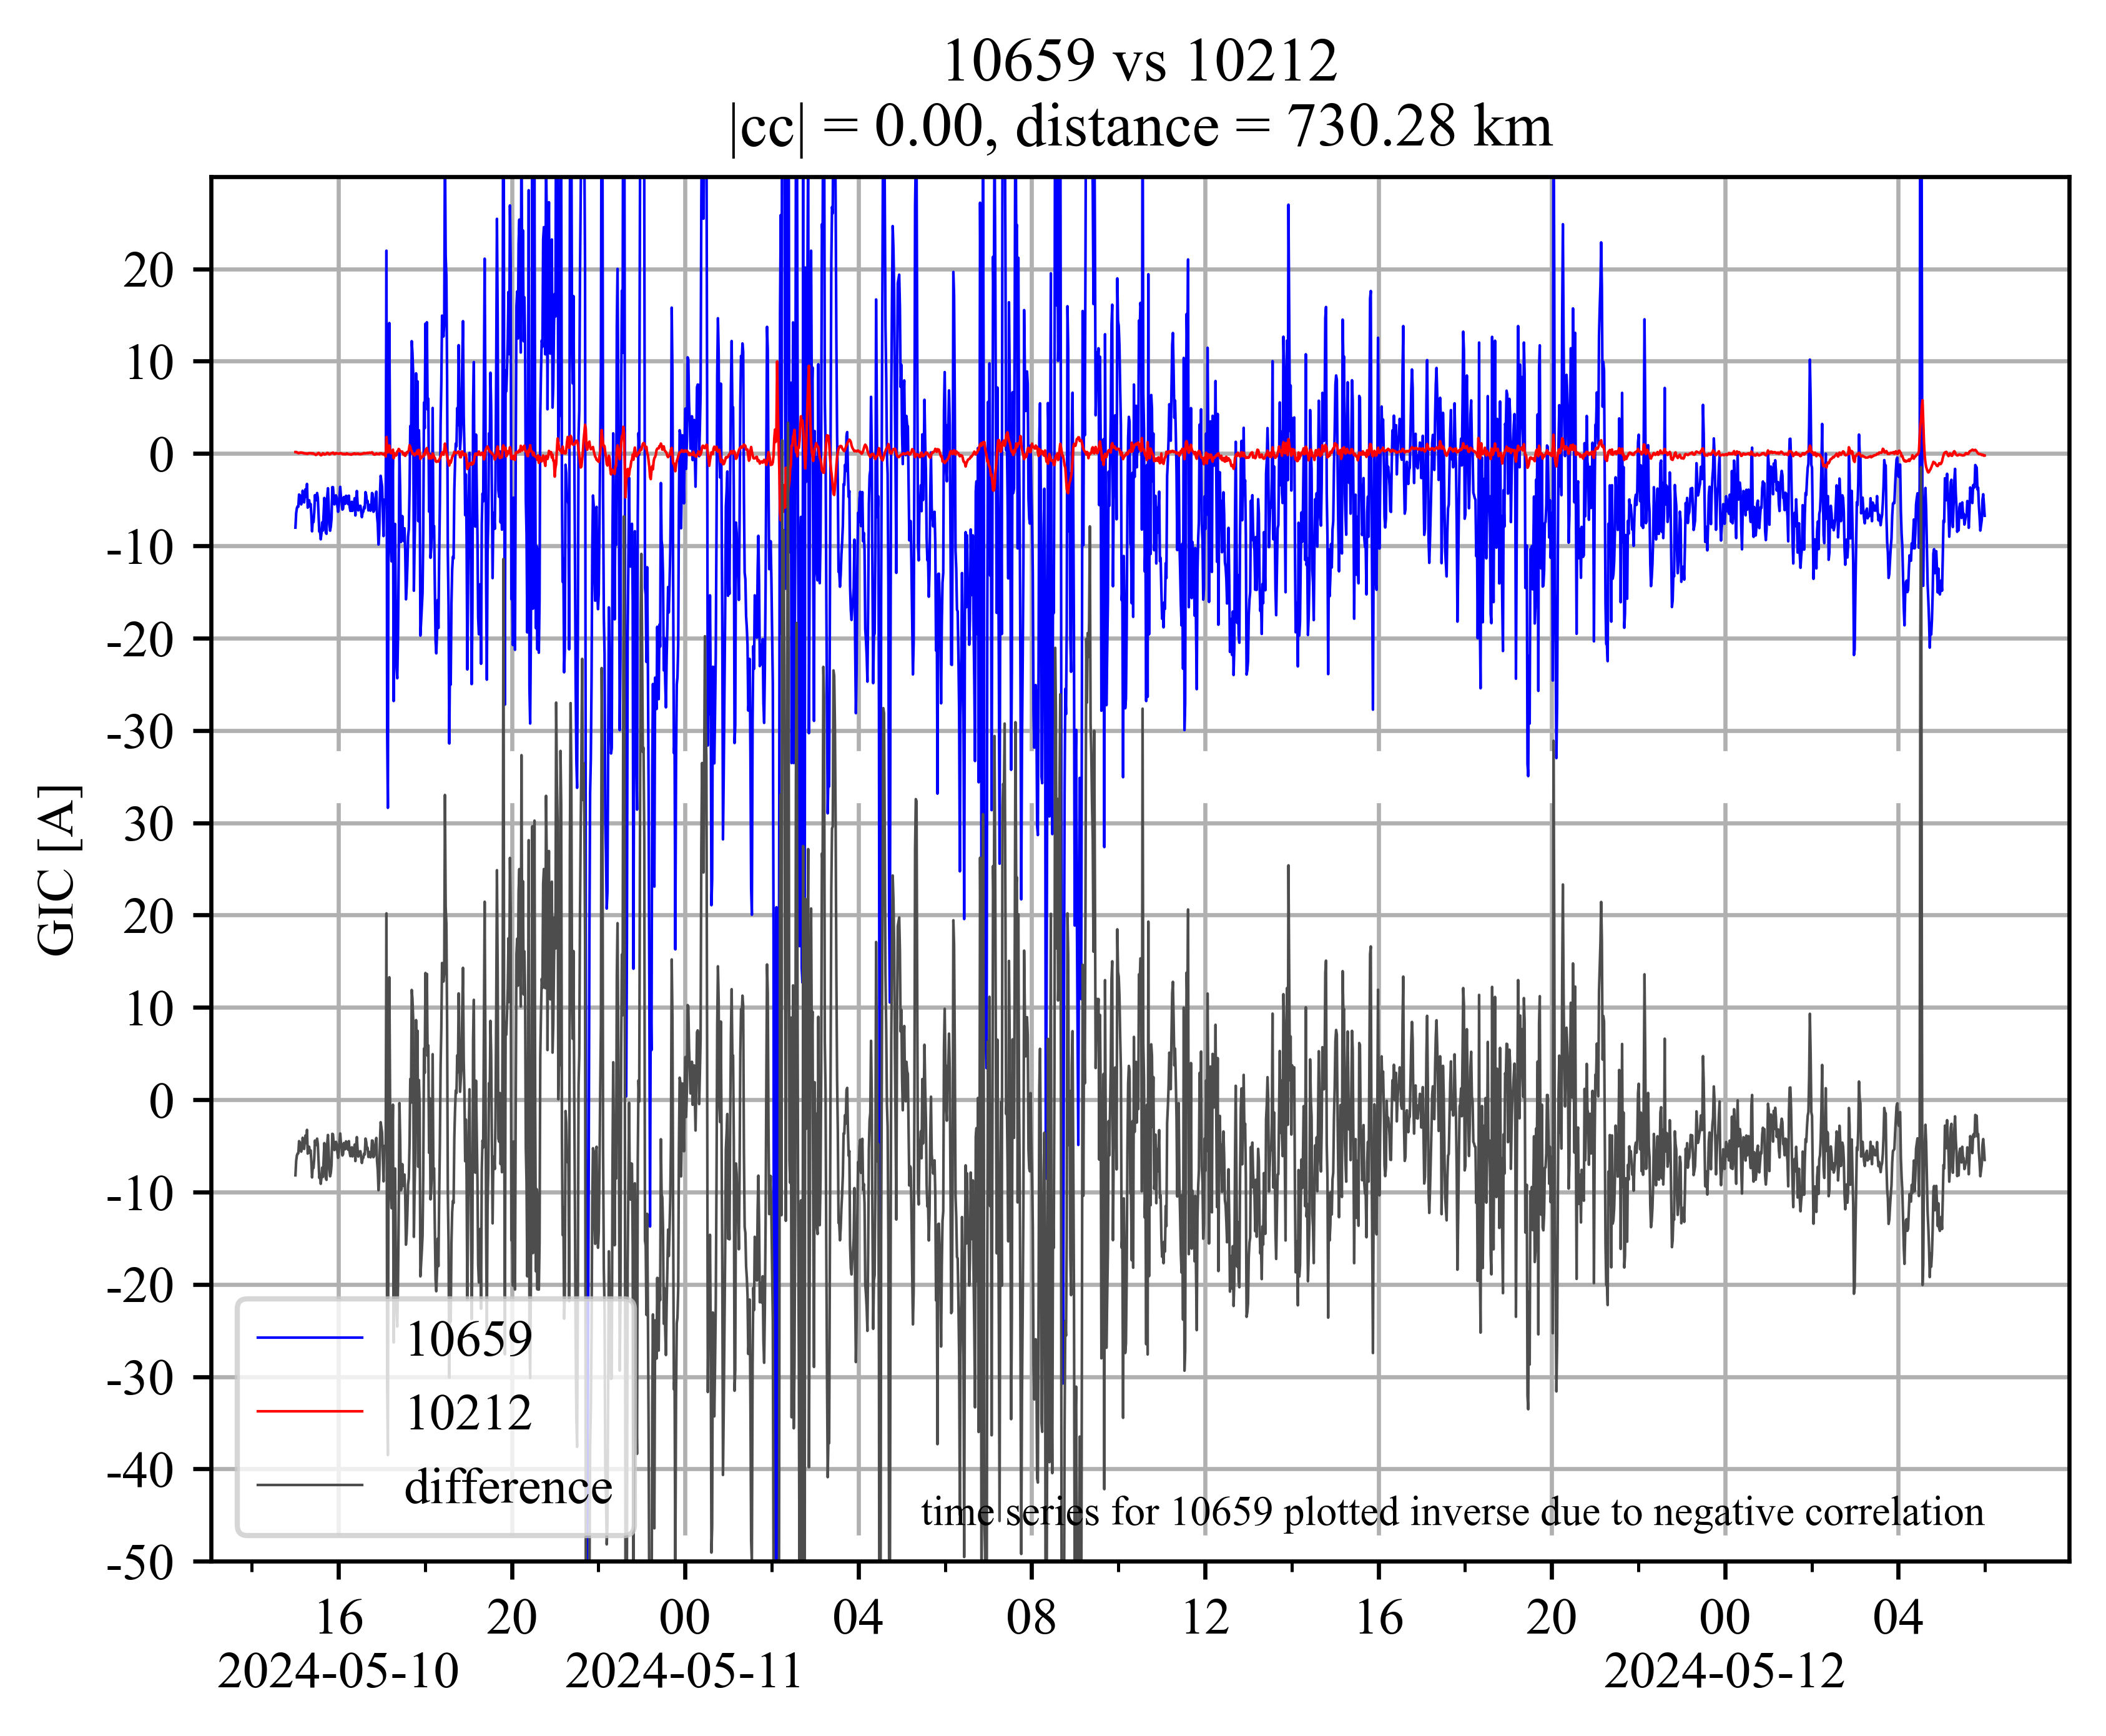 10659 vs 10212
|cc| = 0.00, distance = 730.28 km
GIC [A]
20
10
0
-10
-20
-30
30
20
10
0
-10
-20
-30
-40
-50
10659
10212
difference
time series for 10659 plotted inverse due to negative correlation
16 20 00 04 08 12 16 20 00 04
2024-05-10 2024-05-11 2024-05-12